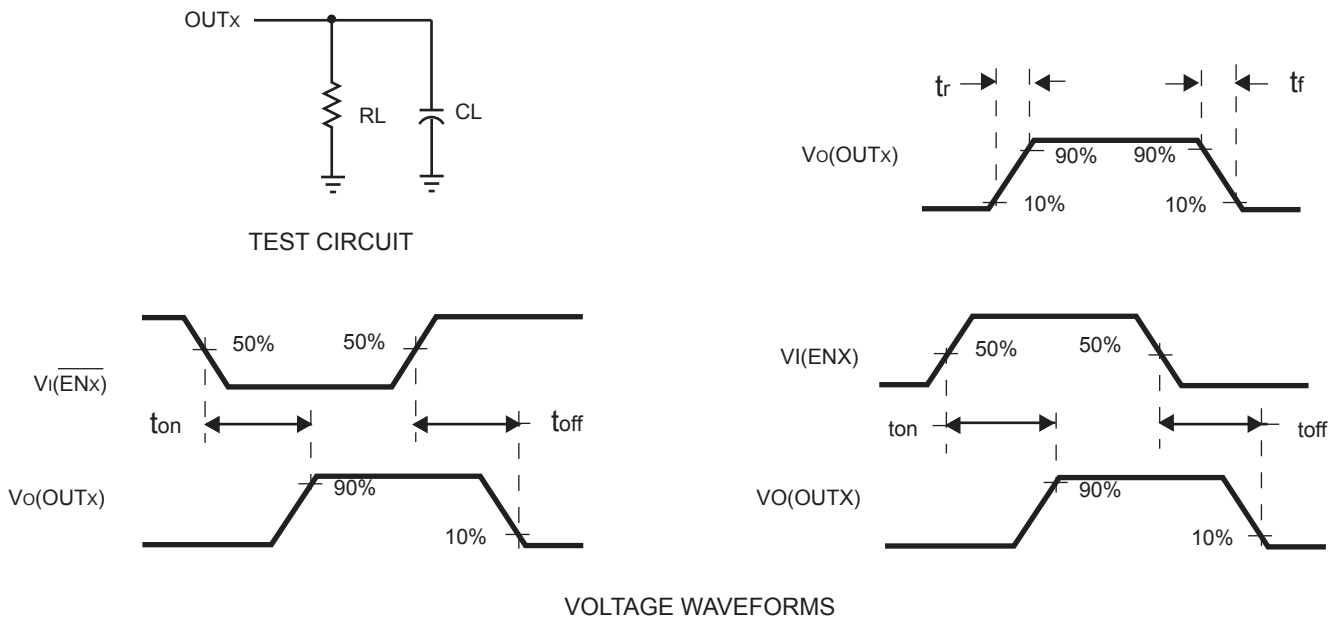 OUTx
RL
CL
TEST CIRCUIT
tr
tf
VO(OUTx)
90%
90%
10%
10%
VI(E̅N̅x̅)
50%
50%
ton
toff
VO(OUTx)
90%
10%
VI(ENX)
50%
50%
ton
toff
VO(OUTX)
90%
10%
VOLTAGE WAVEFORMS